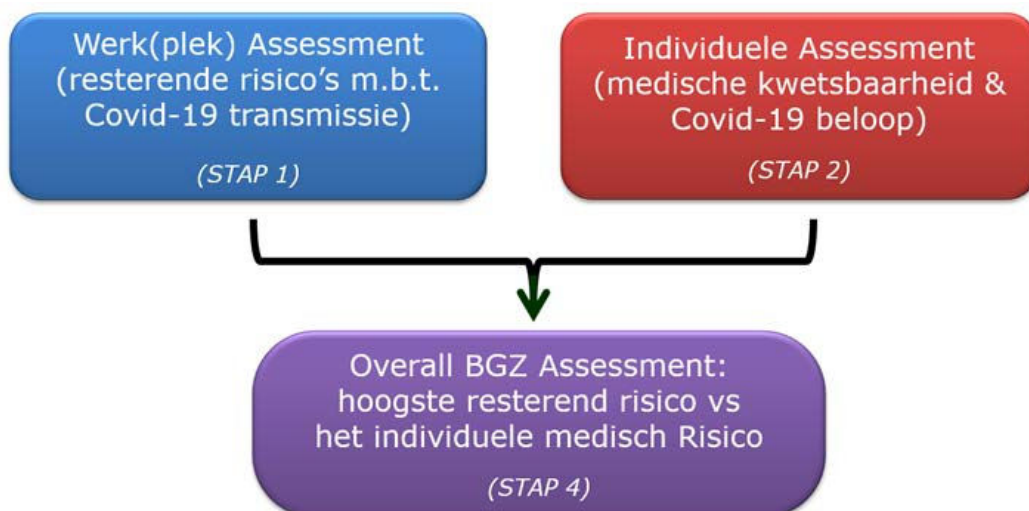 Werk(plek) Assessment
(resterende risico's m.b.t.
Covid-19 transmissie)
(STAP 1)
Individuele Assessment
(medische kwetsbaarheid &
Covid-19 beloop)
(STAP 2)
Overall BGZ Assessment:
hoogste resterend risico vs
het individuele medisch Risico
(STAP 4)